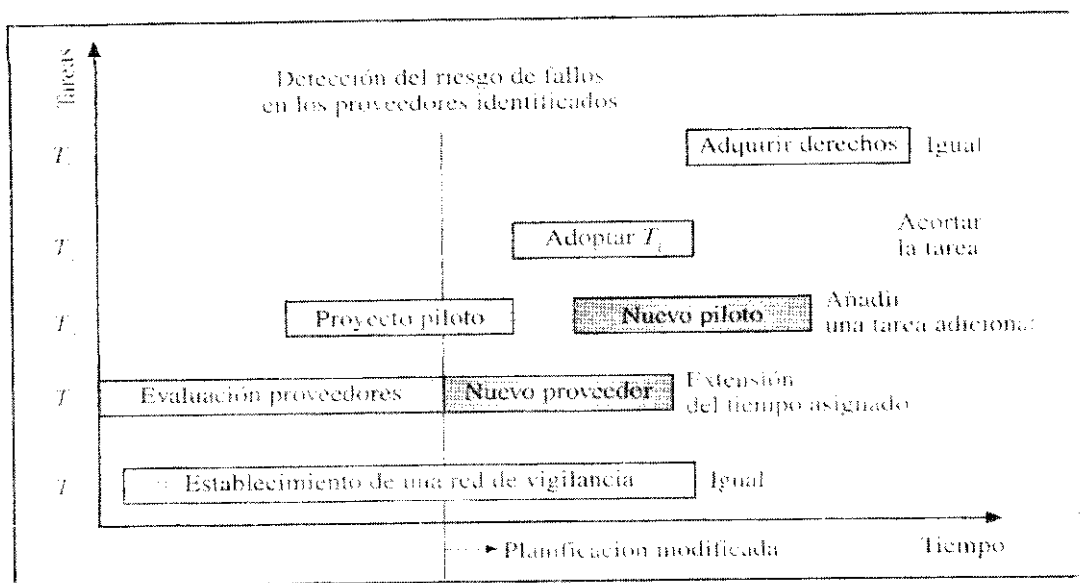 Tareas
Detección del riesgo de fallos
en los proveedores identificados
T
Adquirir derechos
Igual
T
Adoptar T
Acortar
la tarea
T
Proyecto piloto
Nuevo piloto
Añadir
una tarea adicional
T
Evaluación proveedores
Nuevo proveedor
Extensión
del tiempo asignado
T
Establecimiento de una red de vigilancia
Igual
Planificacion modificada
Tiempo